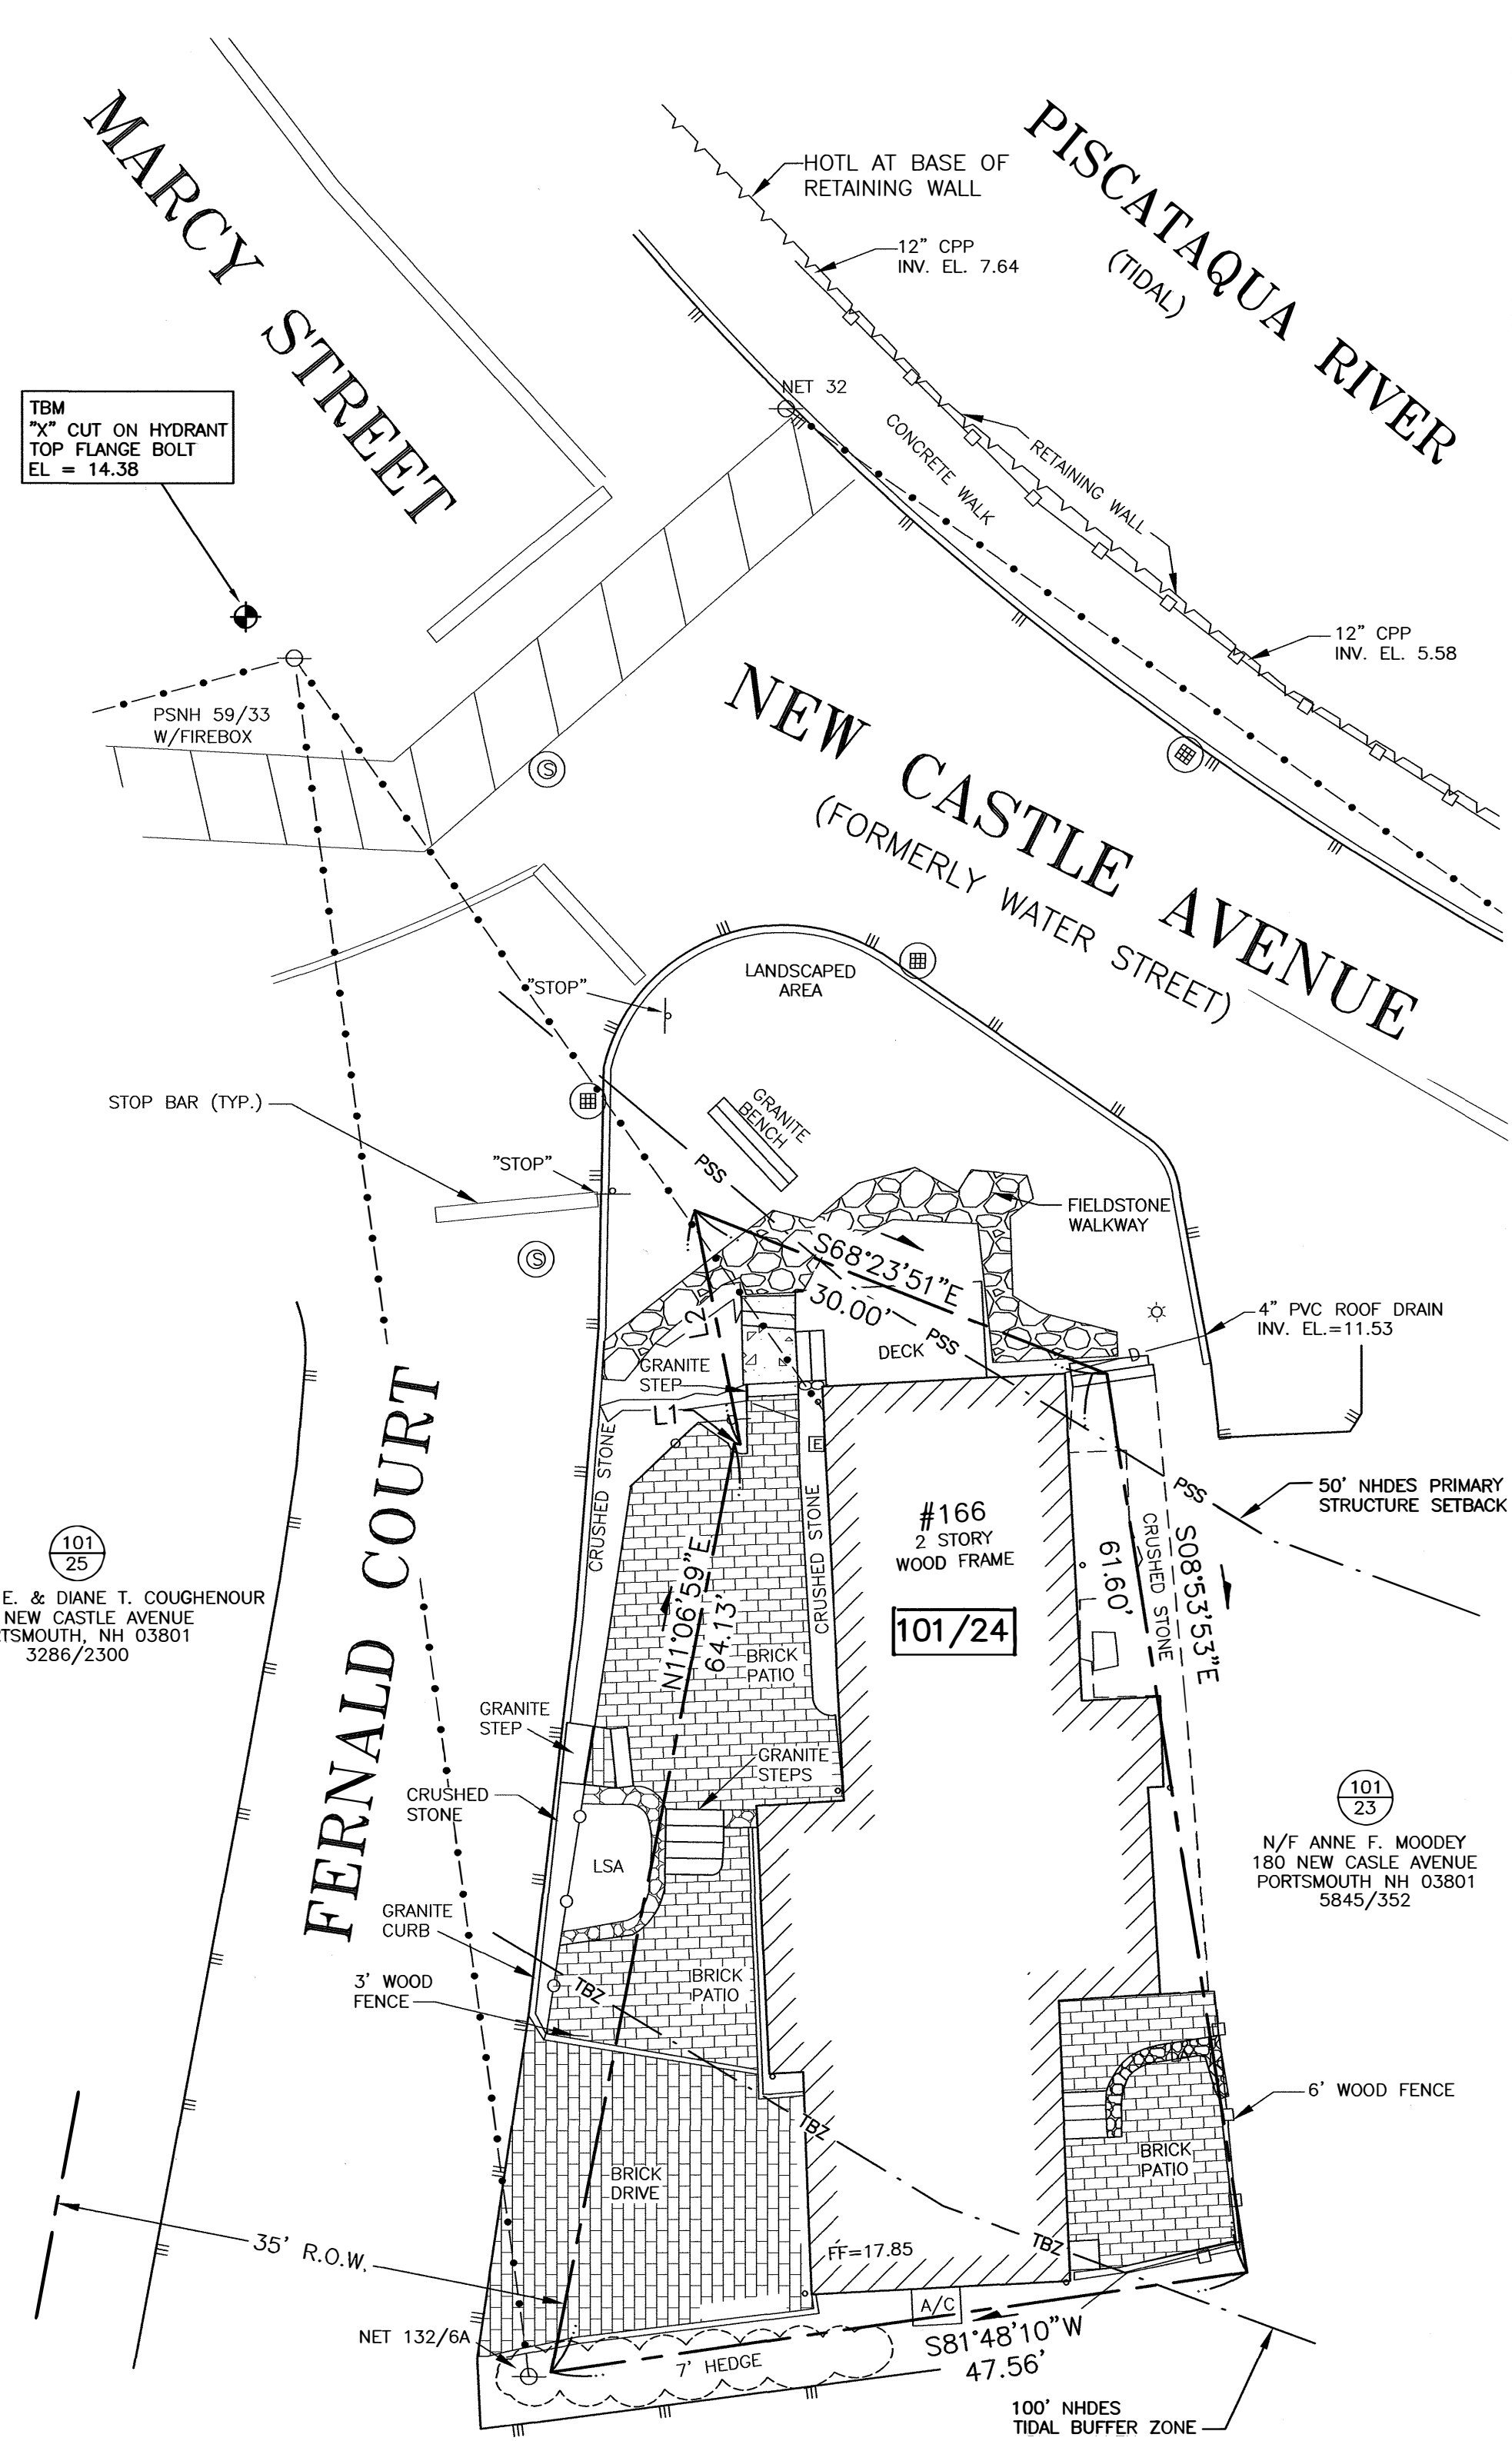 MARCY STREET
PISCATAQUA RIVER
(TIDAL)
HOTL AT BASE OF
RETAINING WALL
12" CPP
INV. EL. 7.64
TBM
"X" CUT ON HYDRANT
TOP FLANGE BOLT
EL = 14.38
NET 32
CONCRETE WALK
RETAINING WALL
12" CPP
INV. EL. 5.58
PSNH 59/33
W/FIREBOX
S
NEW CASTLE AVENUE
(FORMERLY WATER STREET)
LANDSCAPED
AREA
"STOP"
STOP BAR (TYP.)
"STOP"
GRANITE
BENCH
PSS
S
FIELDSTONE
WALKWAY
S68°23'51"E
30.00'
PSS
DECK
L2
GRANITE
STEP
L1
D
4" PVC ROOF DRAIN
INV. EL.=11.53
CRUSHED STONE
E
CRUSHED STONE
#166
2 STORY
WOOD FRAME
101/24
PSS
50' NHDES PRIMARY
STRUCTURE SETBACK
CRUSHED STONE
S08°53'53"E
61.60'
N11°06'59"E
64.13'
BRICK
PATIO
FERNALD COURT
101
25
E. & DIANE T. COUGHENOUR
NEW CASTLE AVENUE
TSMOUTH, NH 03801
3286/2300
GRANITE
STEP
GRANITE
STEPS
CRUSHED
STONE
LSA
101
23
N/F ANNE F. MOODEY
180 NEW CASLE AVENUE
PORTSMOUTH NH 03801
5845/352
GRANITE
CURB
3' WOOD
FENCE
TBZ
BRICK
PATIO
TBZ
6' WOOD FENCE
BRICK
PATIO
BRICK
DRIVE
35' R.O.W.
FF=17.85
TBZ
A/C
NET 132/6A
7' HEDGE
S81°48'10"W
47.56'
100' NHDES
TIDAL BUFFER ZONE